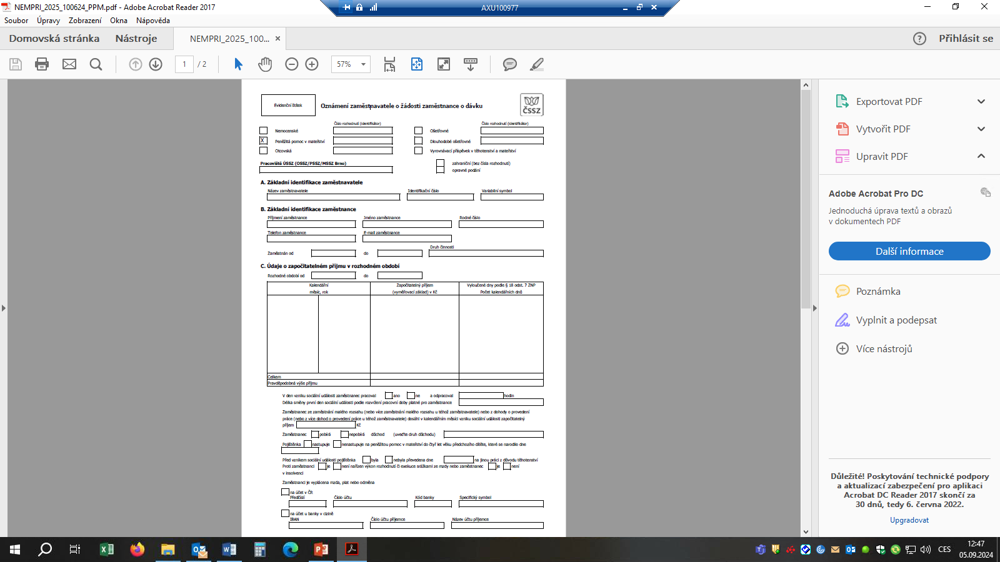 NEMPRI_2025_100624_PPM.pdf - Adobe Acrobat Reader 2017
AXU100977
Soubor Úpravy Zobrazení Okna Nápověda
Domovská stránka Nástroje NEMPRI_2025_100... × Přihlásit se
1 / 2 57%
Evidenční štítek
Oznámení zaměstnavatele o žádosti zaměstnance o dávku
ČSSZ
Číslo rozhodnutí (identifikátor) Číslo rozhodnutí (identifikátor)
Nemocenské Ošetřovné
X Peněžitá pomoc v mateřství Dlouhodobé ošetřovné
Otcovská Vyrovnávací příspěvek v těhotenství a mateřství
Pracoviště ÚSSZ (OSSZ/PSSZ/MSSZ Brno) zahraniční (bez čísla rozhodnutí)
opravné podání
A. Základní identifikace zaměstnavatele
Název zaměstnavatele Identifikační číslo Variabilní symbol
B. Základní identifikace zaměstnance
Příjmení zaměstnance Jméno zaměstnance Rodné číslo
Telefon zaměstnance E-mail zaměstnance
Druh činnosti
Zaměstnán od do
C. Údaje o započitatelném příjmu v rozhodném období
Rozhodné období od do
Kalendářní Započitatelný příjem Vyloučené dny podle § 18 odst. 7 ZNP
měsíc, rok (vyměřovací základ) v Kč Počet kalendářních dnů
Celkem
Pravděpodobná výše příjmu
V den vzniku sociální události zaměstnanec pracoval ano ne a odpracoval hodin
Délka směny první den sociální události podle rozvržení pracovní doby platné pro zaměstnance
Zaměstnanec ze zaměstnání malého rozsahu (nebo více zaměstnání malého rozsahu u téhož zaměstnavatele) nebo z dohody o provedení
práce (nebo z více dohod o provedení práce u téhož zaměstnavatele) dosáhl v kalendářním měsíci vzniku sociální události započitatelný
příjem Kč
Zaměstnanec pobírá nepobírá důchod (uveďte druh důchodu)
Pojištěnka nastupuje nenastupuje na peněžitou pomoc v mateřství do čtyř let věku předchozího dítěte, které se narodilo dne
Před vznikem sociální události pojištěnka byla nebyla převedena dne na jinou práci z důvodu těhotenství
Proti zaměstnanci je není nařízen výkon rozhodnutí či exekuce srážkami ze mzdy nebo zaměstnanec je není
v insolvenci
Zaměstnanci je vyplácena mzda, plat nebo odměna
na účet v ČR
Předčíslí Číslo účtu Kód banky Specifický symbol
na účet u banky v cizině
IBAN Číslo účtu příjemce Název účtu příjemce
Exportovat PDF
Vytvořit PDF
Upravit PDF
Adobe Acrobat Pro DC
Jednoduchá úprava textů a obrazů
v dokumentech PDF
Další informace
Poznámka
Vyplnit a podepsat
Více nástrojů
Důležité! Poskytování technické podpory
a aktualizací zabezpečení pro aplikaci
Acrobat DC Reader 2017 skončí za
30 dnů, tedy 6. června 2022.
Upgradovat
CES
12:47
05.09.2024